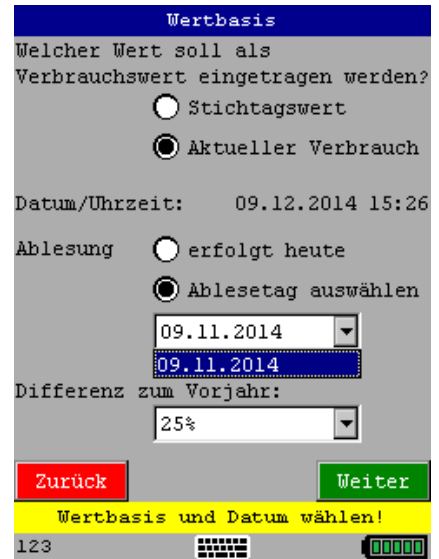 Wertbasis
Welcher Wert soll als
Verbrauchswert eingetragen werden?
Stichtagswert
Aktueller Verbrauch
Datum/Uhrzeit: 09.12.2014 15:26
Ablesung erfolgt heute
Ablesetag auswählen
09.11.2014
09.11.2014
Differenz zum Vorjahr:
25%
Zurück Weiter
Wertbasis und Datum wählen!
123